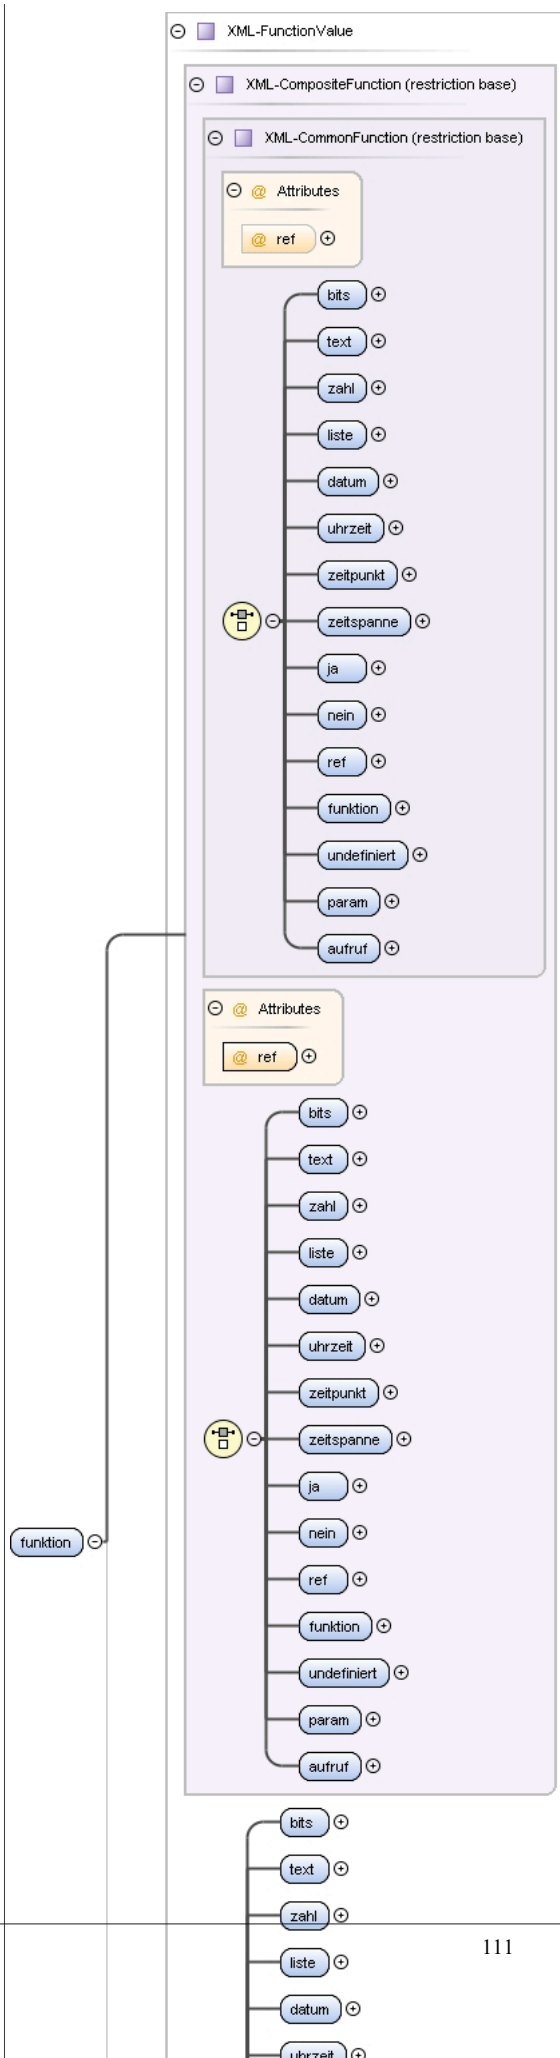 XML-FunctionValue
XML-CompositeFunction (restriction base)
XML-CommonFunction (restriction base)
@ Attributes
@ ref
bits
text
zahl
liste
datum
uhrzeit
zeitpunkt
zeitspanne
ja
nein
ref
funktion
undefiniert
param
aufruf
@ Attributes
@ ref
bits
text
zahl
liste
datum
uhrzeit
zeitpunkt
zeitspanne
ja
nein
funktion
ref
funktion
undefiniert
param
aufruf
bits
text
zahl
111
liste
datum
uhrzeit